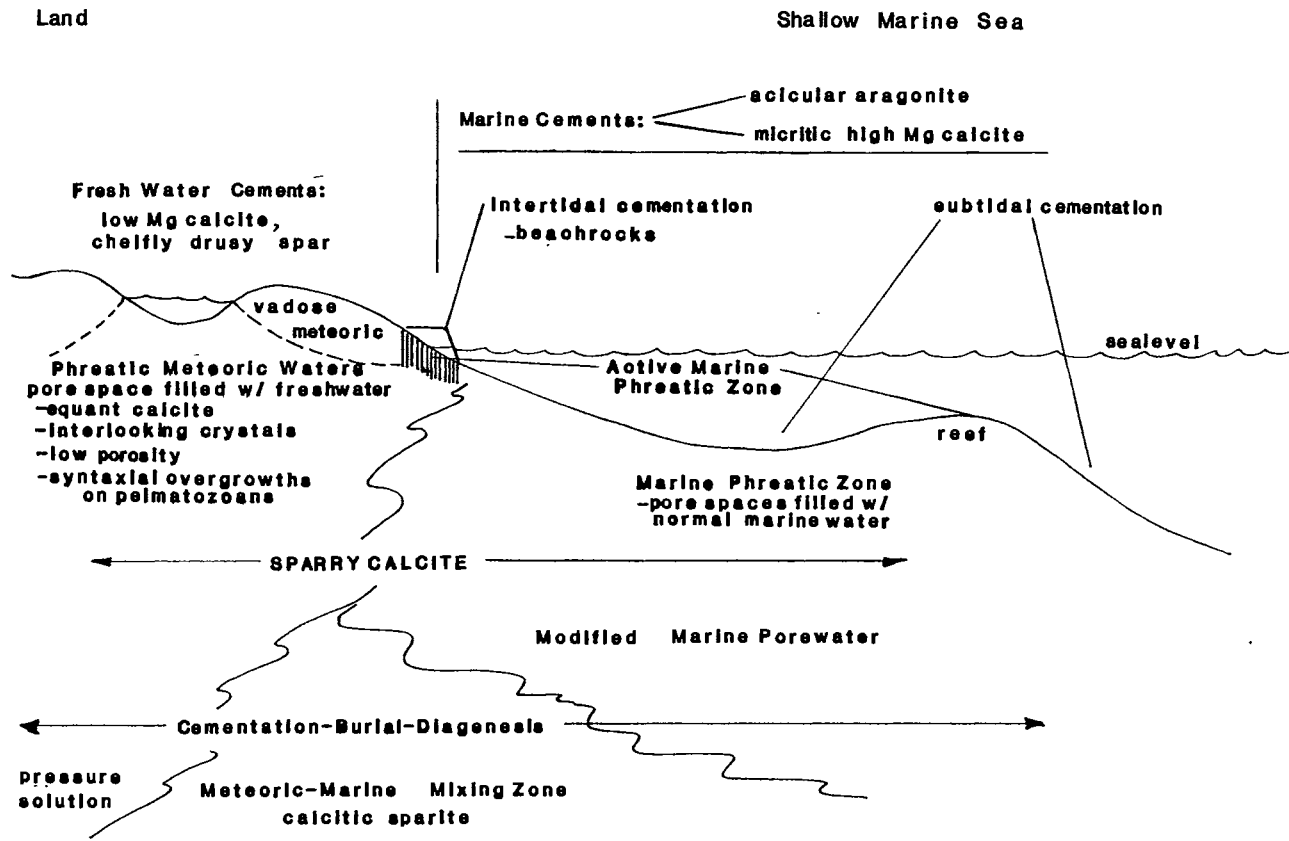 Land
Shallow Marine Sea
acicular aragonite
Marine Cements:
micritic high Mg calcite
Fresh Water Cements:
low Mg calcite,
cheifly drusy spar
Intertidal cementation
-beachrocks
subtidal cementation
vadose
meteoric
sealevel
Phreatic Meteoric Waters
pore space filled w/ freshwater
-equant calcite
-interlocking crystals
-low porosity
-syntaxial overgrowths
on pelmatozoans
Active Marine
Phreatic Zone
reef
Marine Phreatic Zone
-pore spaces filled w/
normal marine water
SPARRY CALCITE
Modified Marine Porewater
Cementation-Burial-Diagenesis
pressure
solution
Meteoric-Marine Mixing Zone
calcitic sparite